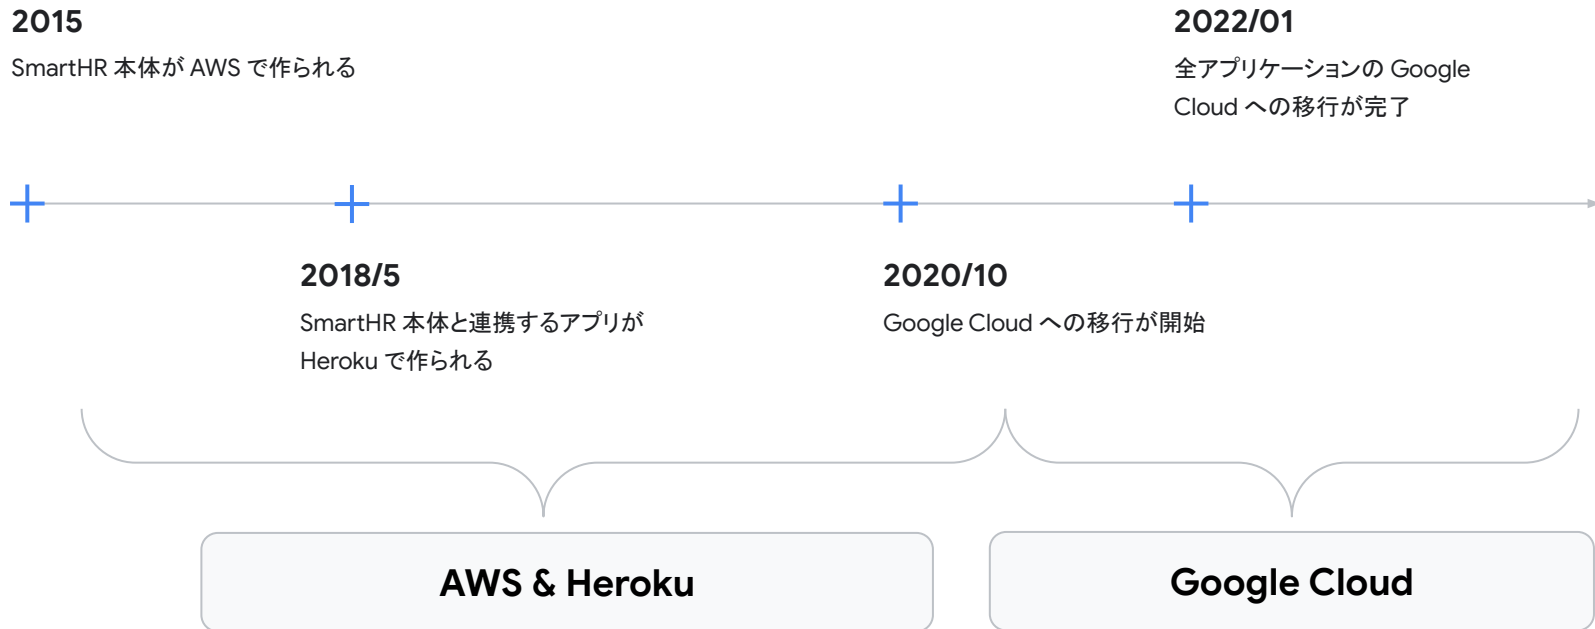 2015
SmartHR 本体が AWS で作られる
2022/01
全アプリケーションの Google
Cloud への移行が完了
2018/5
SmartHR 本体と連携するアプリが
Heroku で作られる
2020/10
Google Cloud への移行が開始
AWS & Heroku
Google Cloud